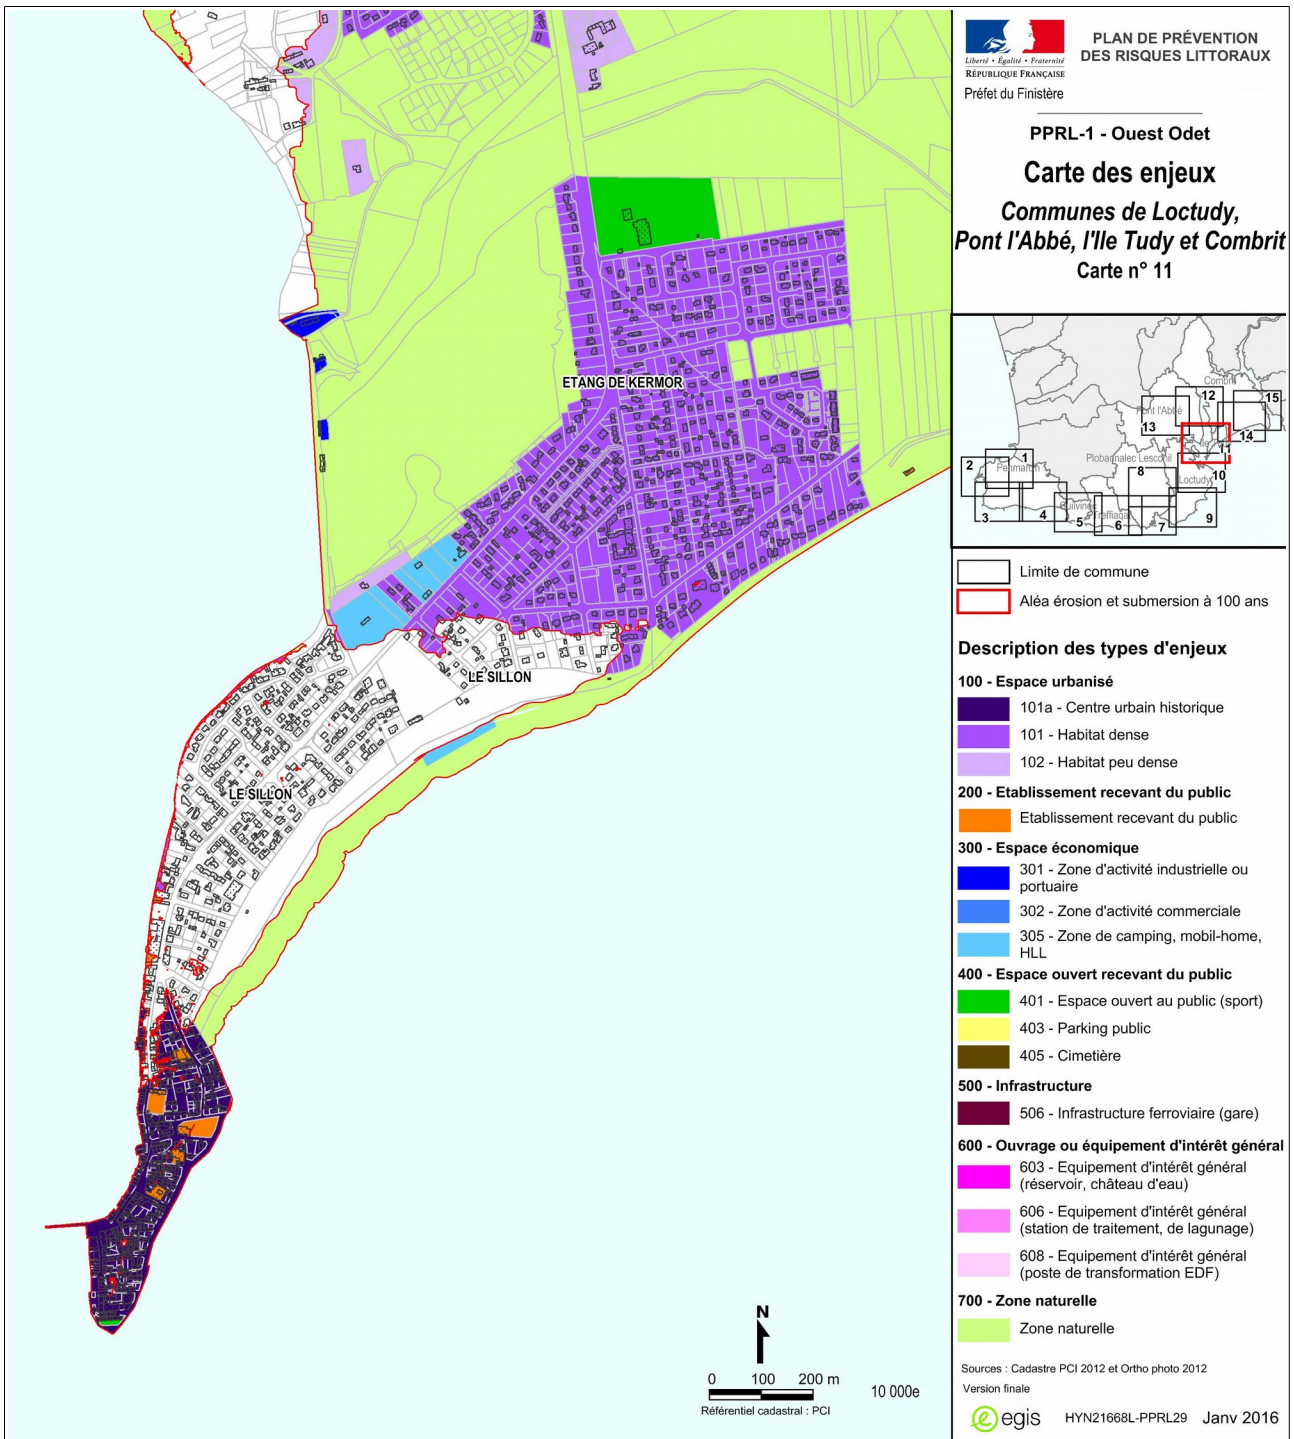 Liberté • Égalité • Fraternité
RÉPUBLIQUE FRANÇAISE
Préfet du Finistère
PLAN DE PRÉVENTION
DES RISQUES LITTORAUX
PPRL-1 - Ouest Odet
Carte des enjeux
Communes de Loctudy,
Pont l'Abbé, l'Ile Tudy et Combrit
Carte n° 11
Combrit
12
15
Pont l'Abbé
13
14
11
Plobannalec Lesconil
1
2
Penmarch
8
Loctudy
10
3
4
5
Treffiagat
6
7
9
Limite de commune
Aléa érosion et submersion à 100 ans
Description des types d'enjeux
100 - Espace urbanisé
101a - Centre urbain historique
101 - Habitat dense
102 - Habitat peu dense
200 - Etablissement recevant du public
Etablissement recevant du public
300 - Espace économique
301 - Zone d'activité industrielle ou
portuaire
302 - Zone d'activité commerciale
305 - Zone de camping, mobil-home,
HLL
400 - Espace ouvert recevant du public
401 - Espace ouvert au public (sport)
403 - Parking public
405 - Cimetière
500 - Infrastructure
506 - Infrastructure ferroviaire (gare)
600 - Ouvrage ou équipement d'intérêt général
603 - Equipement d'intérêt général
(réservoir, château d'eau)
606 - Equipement d'intérêt général
(station de traitement, de lagunage)
608 - Equipement d'intérêt général
(poste de transformation EDF)
700 - Zone naturelle
Zone naturelle
Sources : Cadastre PCI 2012 et Ortho photo 2012
Version finale
egis
HYN21668L-PPRL29
Janv 2016
ETANG DE KERMOR
LE SILLON
LE SILLON
N
0 100 200 m
10 000e
Référentiel cadastral : PCI